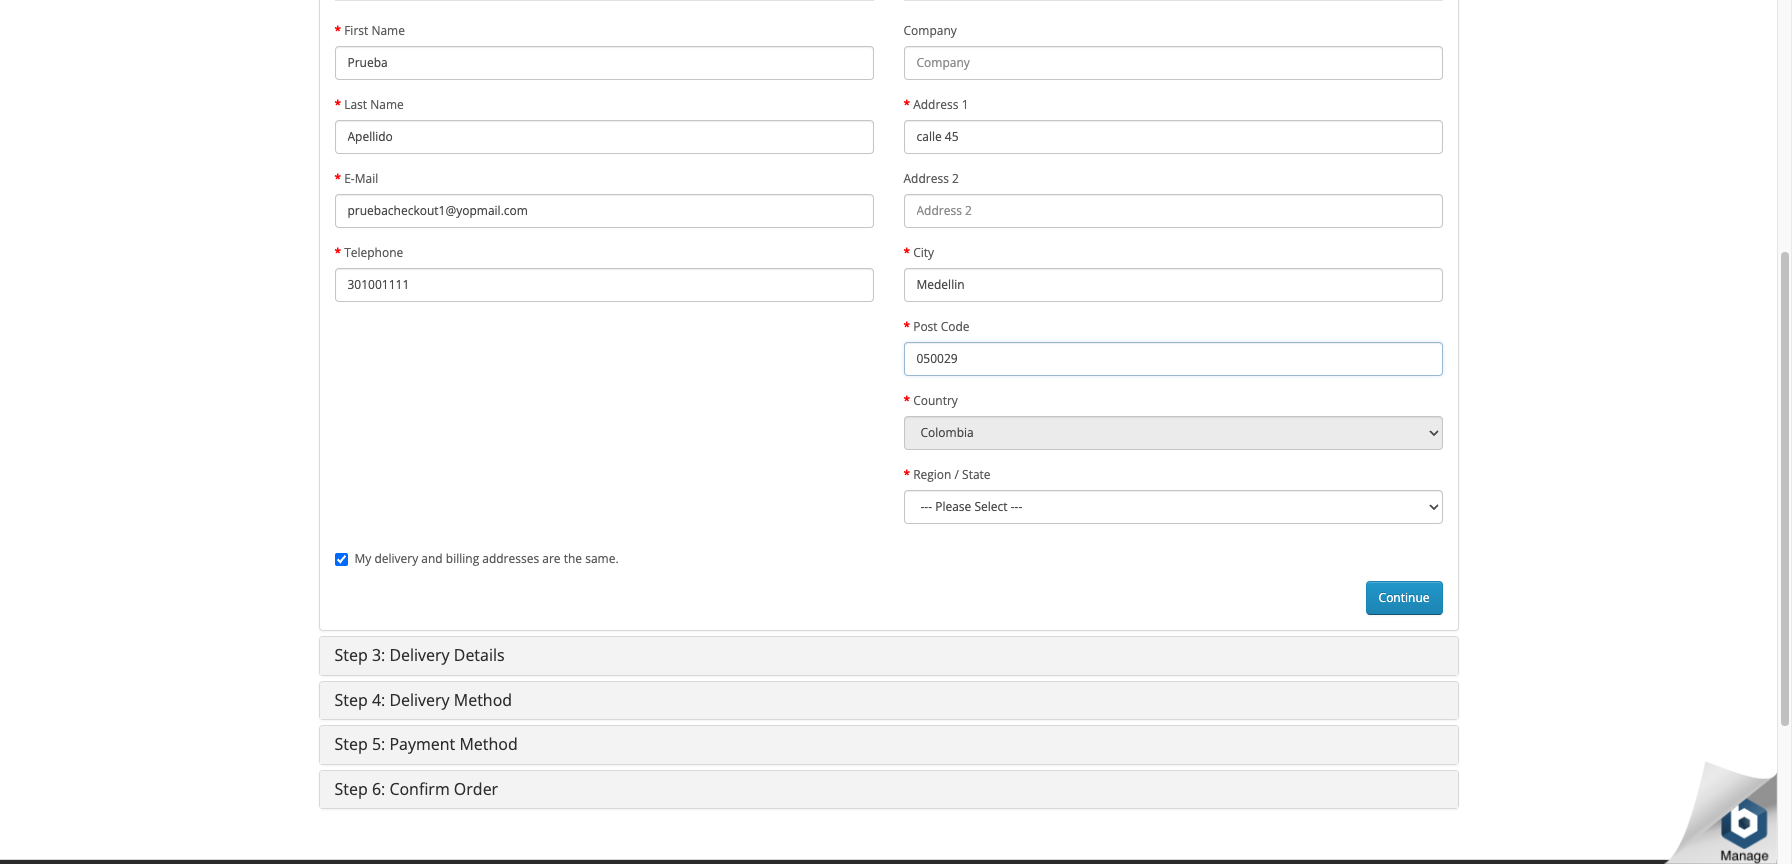 * First Name
Prueba
* Last Name
Apellido
* E-Mail
pruebacheckout1@yopmail.com
* Telephone
301001111
Company
Company
* Address 1
calle 45
Address 2
Address 2
* City
Medellin
* Post Code
050029
* Country
Colombia
* Region / State
--- Please Select ---
My delivery and billing addresses are the same.
Continue
Step 3: Delivery Details
Step 4: Delivery Method
Step 5: Payment Method
Step 6: Confirm Order
Manage